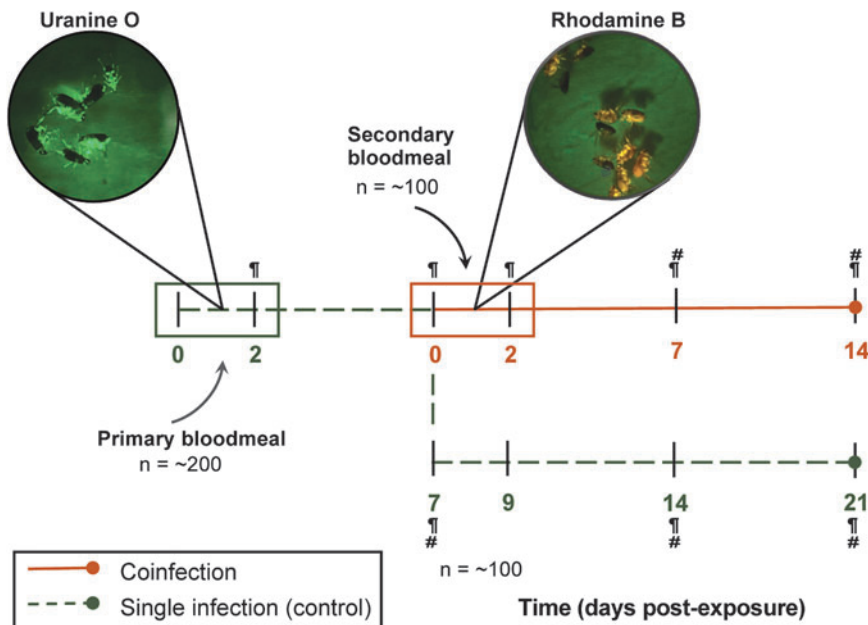 Uranine O
Rhodamine B
Secondary
bloodmeal
n = ~100
¶
¶
¶
#
¶
#
¶
0
2
0
2
7
14
Primary bloodmeal
n = ~200
7
9
14
21
¶
#
¶
#
¶
#
n = ~100
Coinfection
Single infection (control)
Time (days post-exposure)